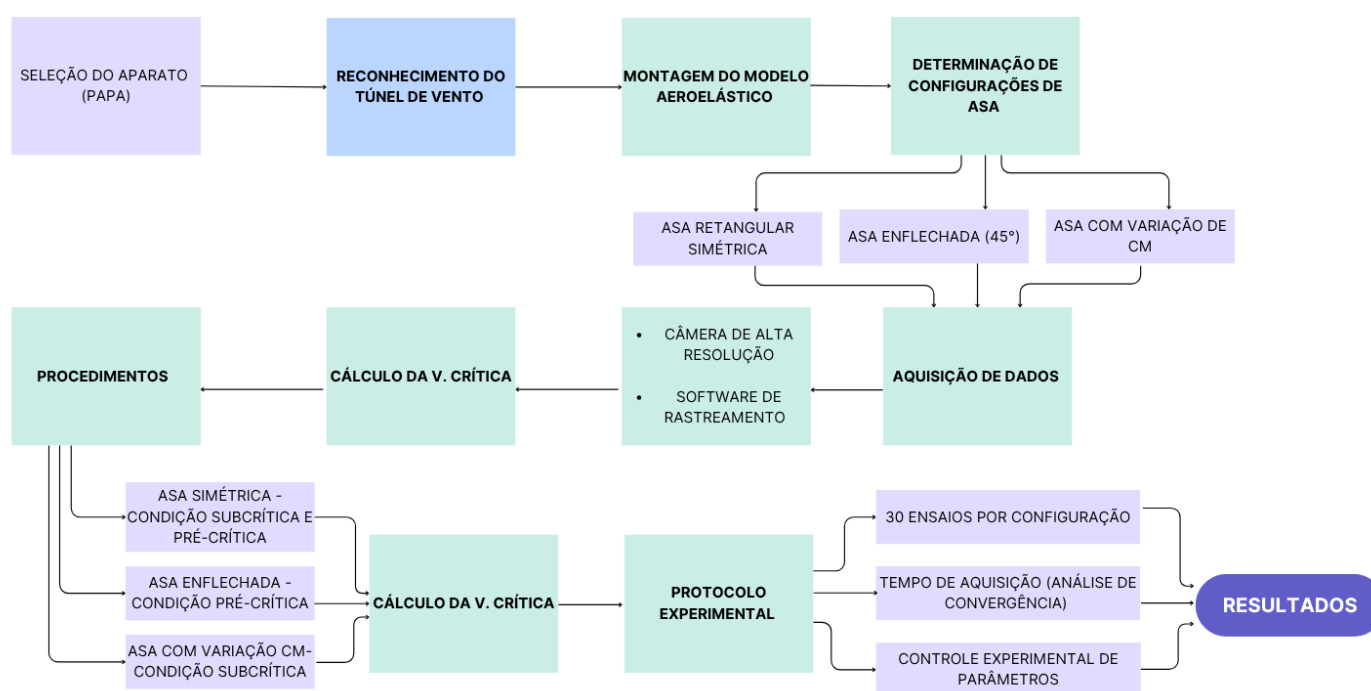 SELEÇÃO DO APARATO
(PAPA)
RECONHECIMENTO DO
TÚNEL DE VENTO
MONTAGEM DO MODELO
AEROELÁSTICO
DETERMINAÇÃO DE
CONFIGURAÇÕES DE
ASA
ASA RETANGULAR
SIMÉTRICA
ASA ENFLECHADA (45°)
ASA COM VARIAÇÃO DE
CM
PROCEDIMENTOS
CÁLCULO DA V. CRÍTICA
• CÂMERA DE ALTA
RESOLUÇÃO
• SOFTWARE DE
RASTREAMENTO
AQUISIÇÃO DE DADOS
ASA SIMÉTRICA -
CONDIÇÃO SUBCRÍTICA E
PRÉ-CRÍTICA
ASA ENFLECHADA -
CONDIÇÃO PRÉ-CRÍTICA
ASA COM VARIAÇÃO CM-
CONDIÇÃO SUBCRÍTICA
CÁLCULO DA V. CRÍTICA
PROTOCOLO
EXPERIMENTAL
30 ENSAIOS POR CONFIGURAÇÃO
TEMPO DE AQUISIÇÃO (ANÁLISE DE
CONVERGÊNCIA)
CONTROLE EXPERIMENTAL DE
PARÂMETROS
RESULTADOS